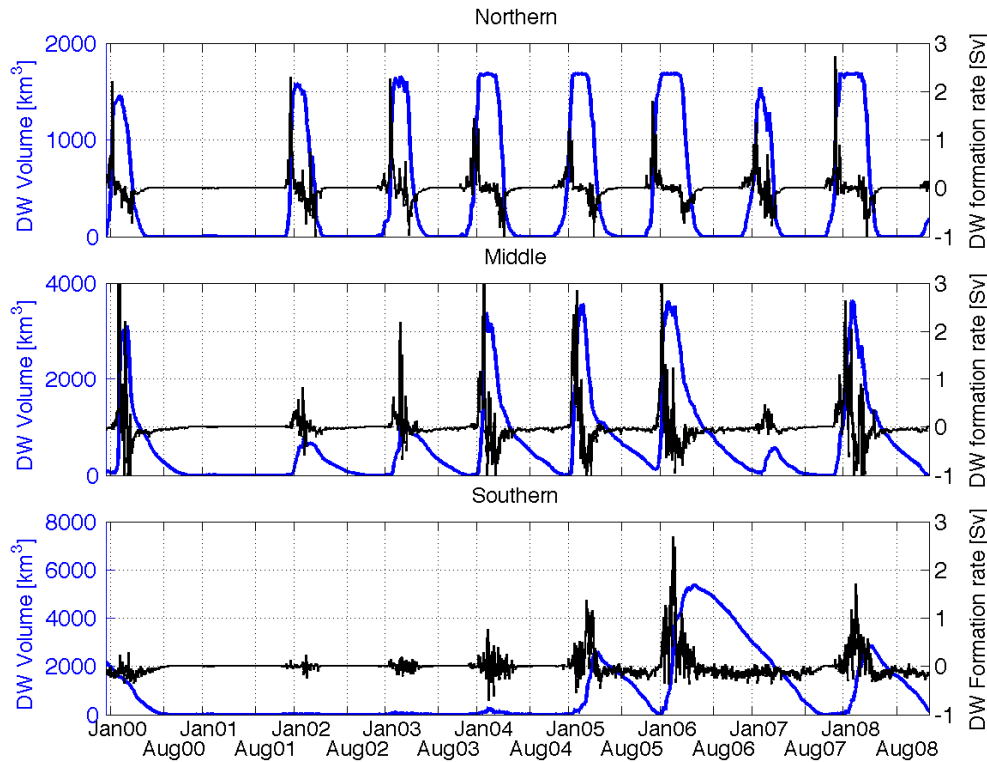 Northern
2000
1000
0
DW Volume [km³]
3
2
1
0
-1
DW formation rate [Sv]
Middle
4000
2000
0
DW Volume [km³]
3
2
1
0
-1
DW formation rate [Sv]
Southern
8000
6000
4000
2000
0
DW Volume [km³]
3
2
1
0
-1
DW Formation rate [Sv]
Jan00 Jan01 Jan02 Jan03 Jan04 Jan05 Jan06 Jan07 Jan08
Aug00 Aug01 Aug02 Aug03 Aug04 Aug05 Aug06 Aug07 Aug08